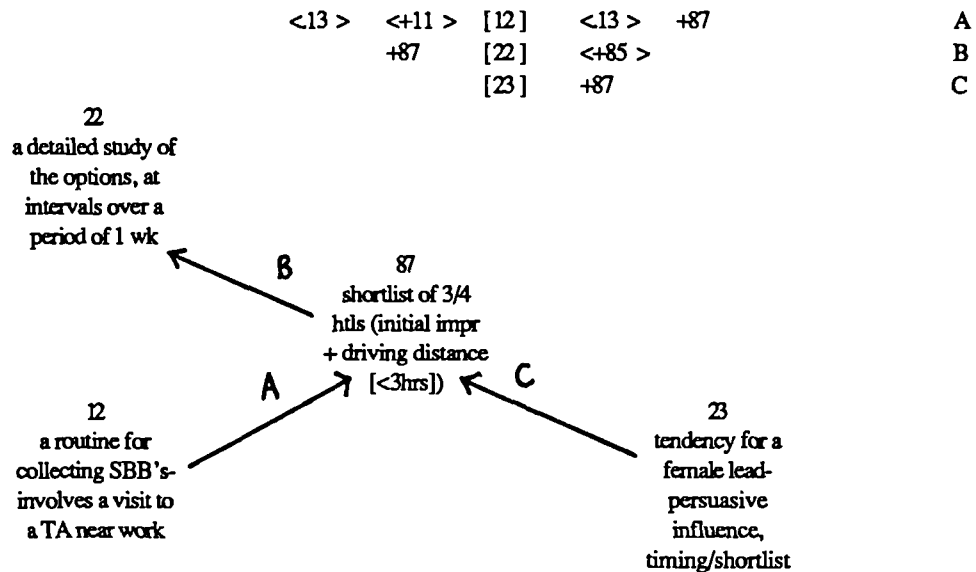 <13 > <+11 > [12] <13 > +87 A
+87 [22] <+85 > B
[23] +87 C
22
a detailed study of
the options, at
intervals over a
period of 1 wk
B
87
shortlist of 3/4
htls (initial impr
+ driving distance
[<3hrs])
A
C
12
a routine for
collecting SBB's-
involves a visit to
a TA near work
23
tendency for a
female lead-
persuasive
influence,
timing/shortlist